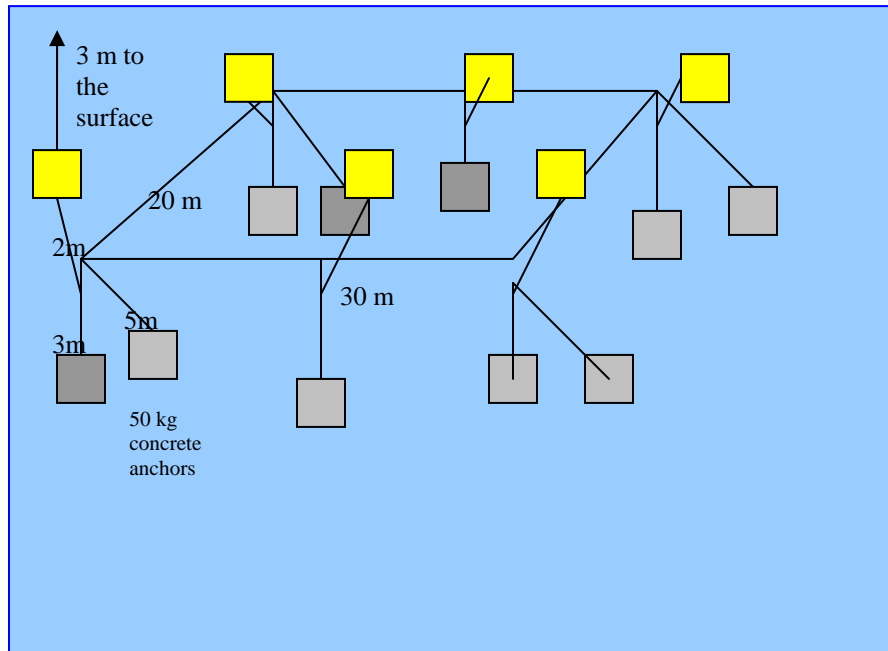 3 m to
the
surface
20 m
2m
30 m
5m
3m
50 kg
concrete
anchors